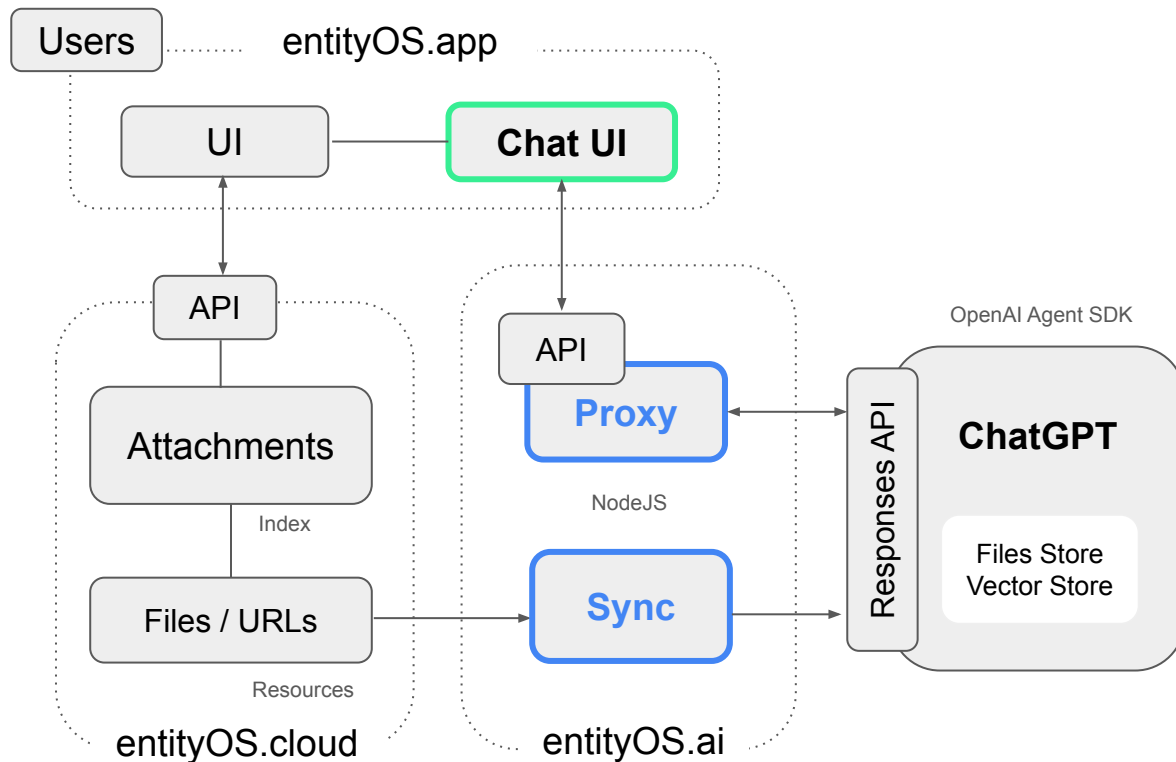 Users
entityOS.app
UI
Chat UI
API
API
OpenAI Agent SDK
Attachments
Proxy
Responses API
ChatGPT
Index
NodeJS
Files / URLs
Sync
Files Store
Vector Store
Resources
entityOS.cloud
entityOS.ai